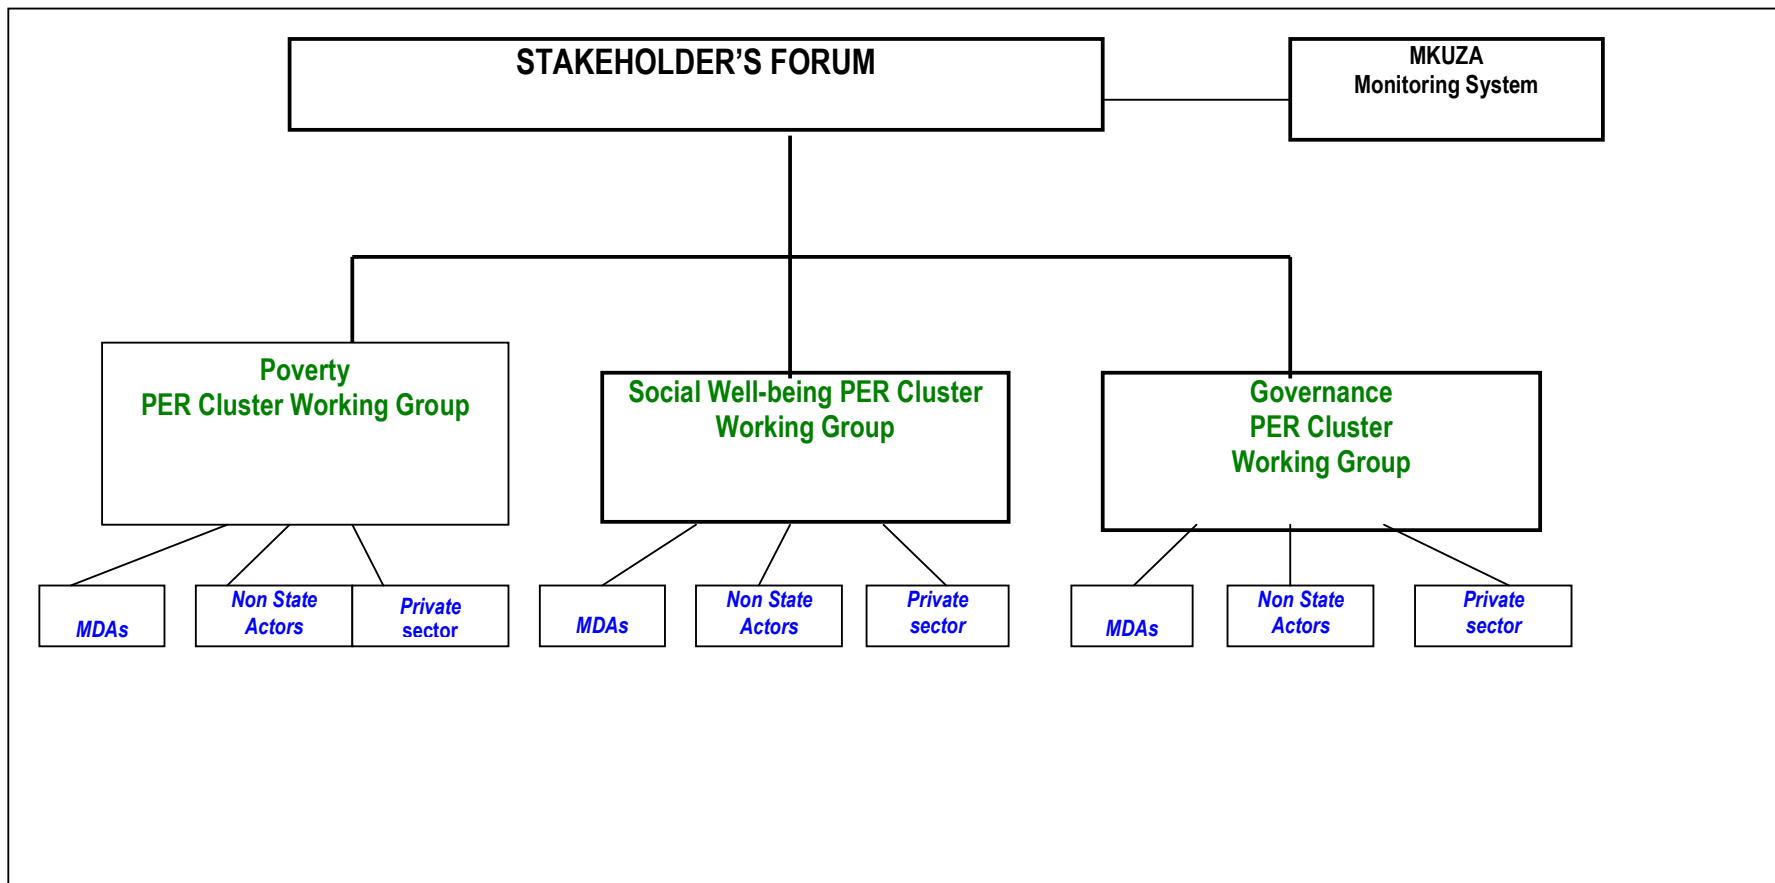 STAKEHOLDER’S FORUM
MKUZA
Monitoring System
Poverty
PER Cluster Working Group
Social Well-being PER Cluster
Working Group
Governance
PER Cluster
Working Group
MDAs
Non State
Actors
Private
sector
MDAs
Non State
Actors
Private
sector
MDAs
Non State
Actors
Private
sector